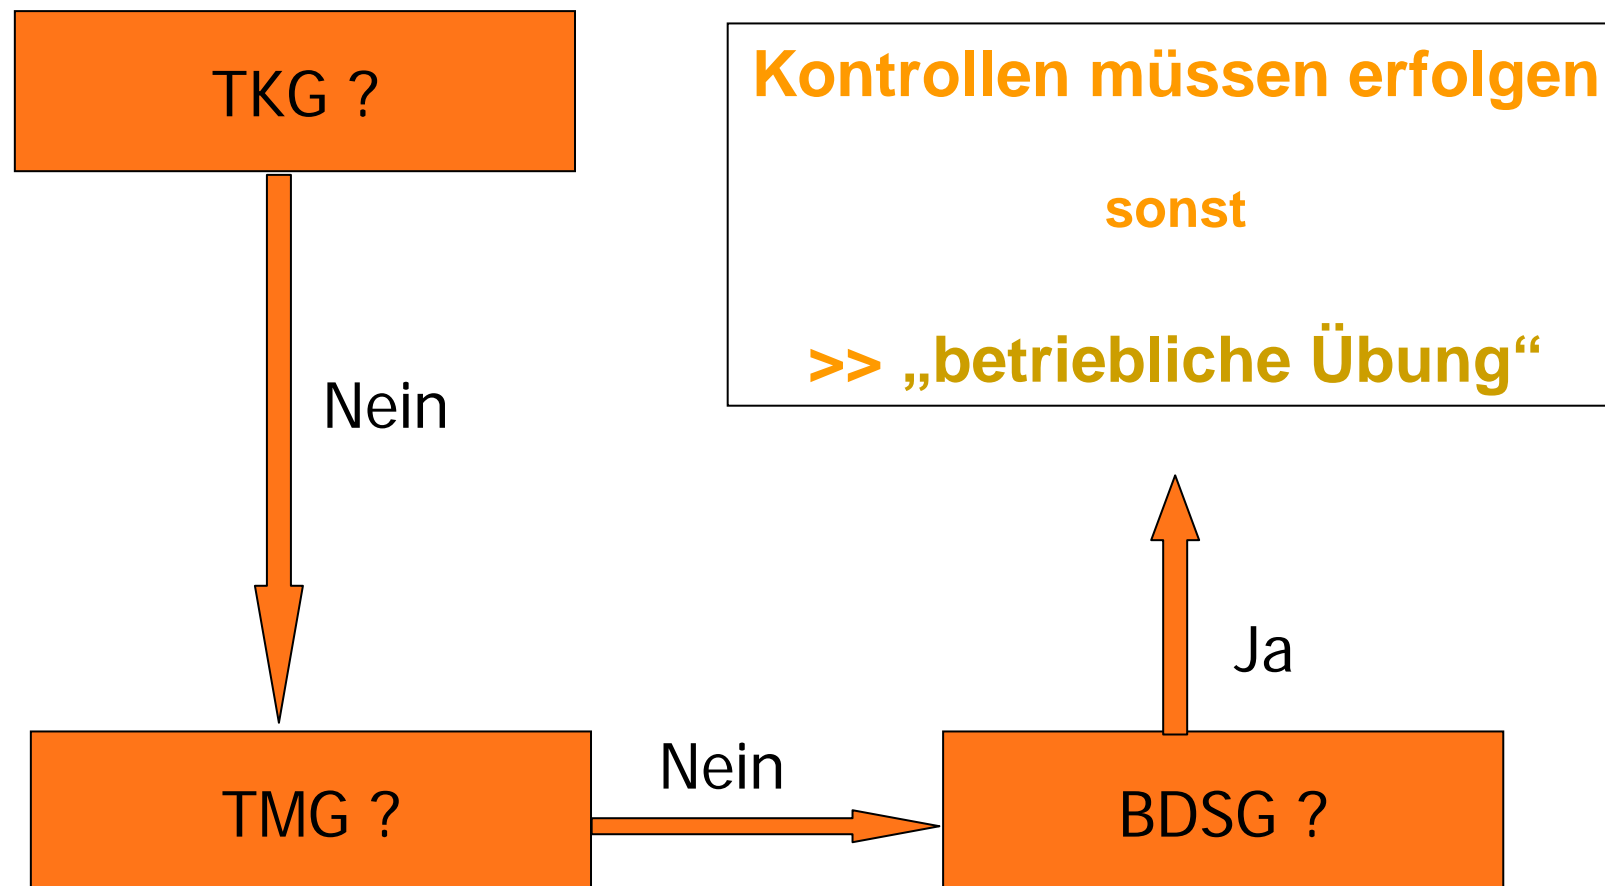 TKG ?
Kontrollen müssen erfolgen
sonst
>> „betriebliche Übung“
Nein
Ja
TMG ?
Nein
BDSG ?